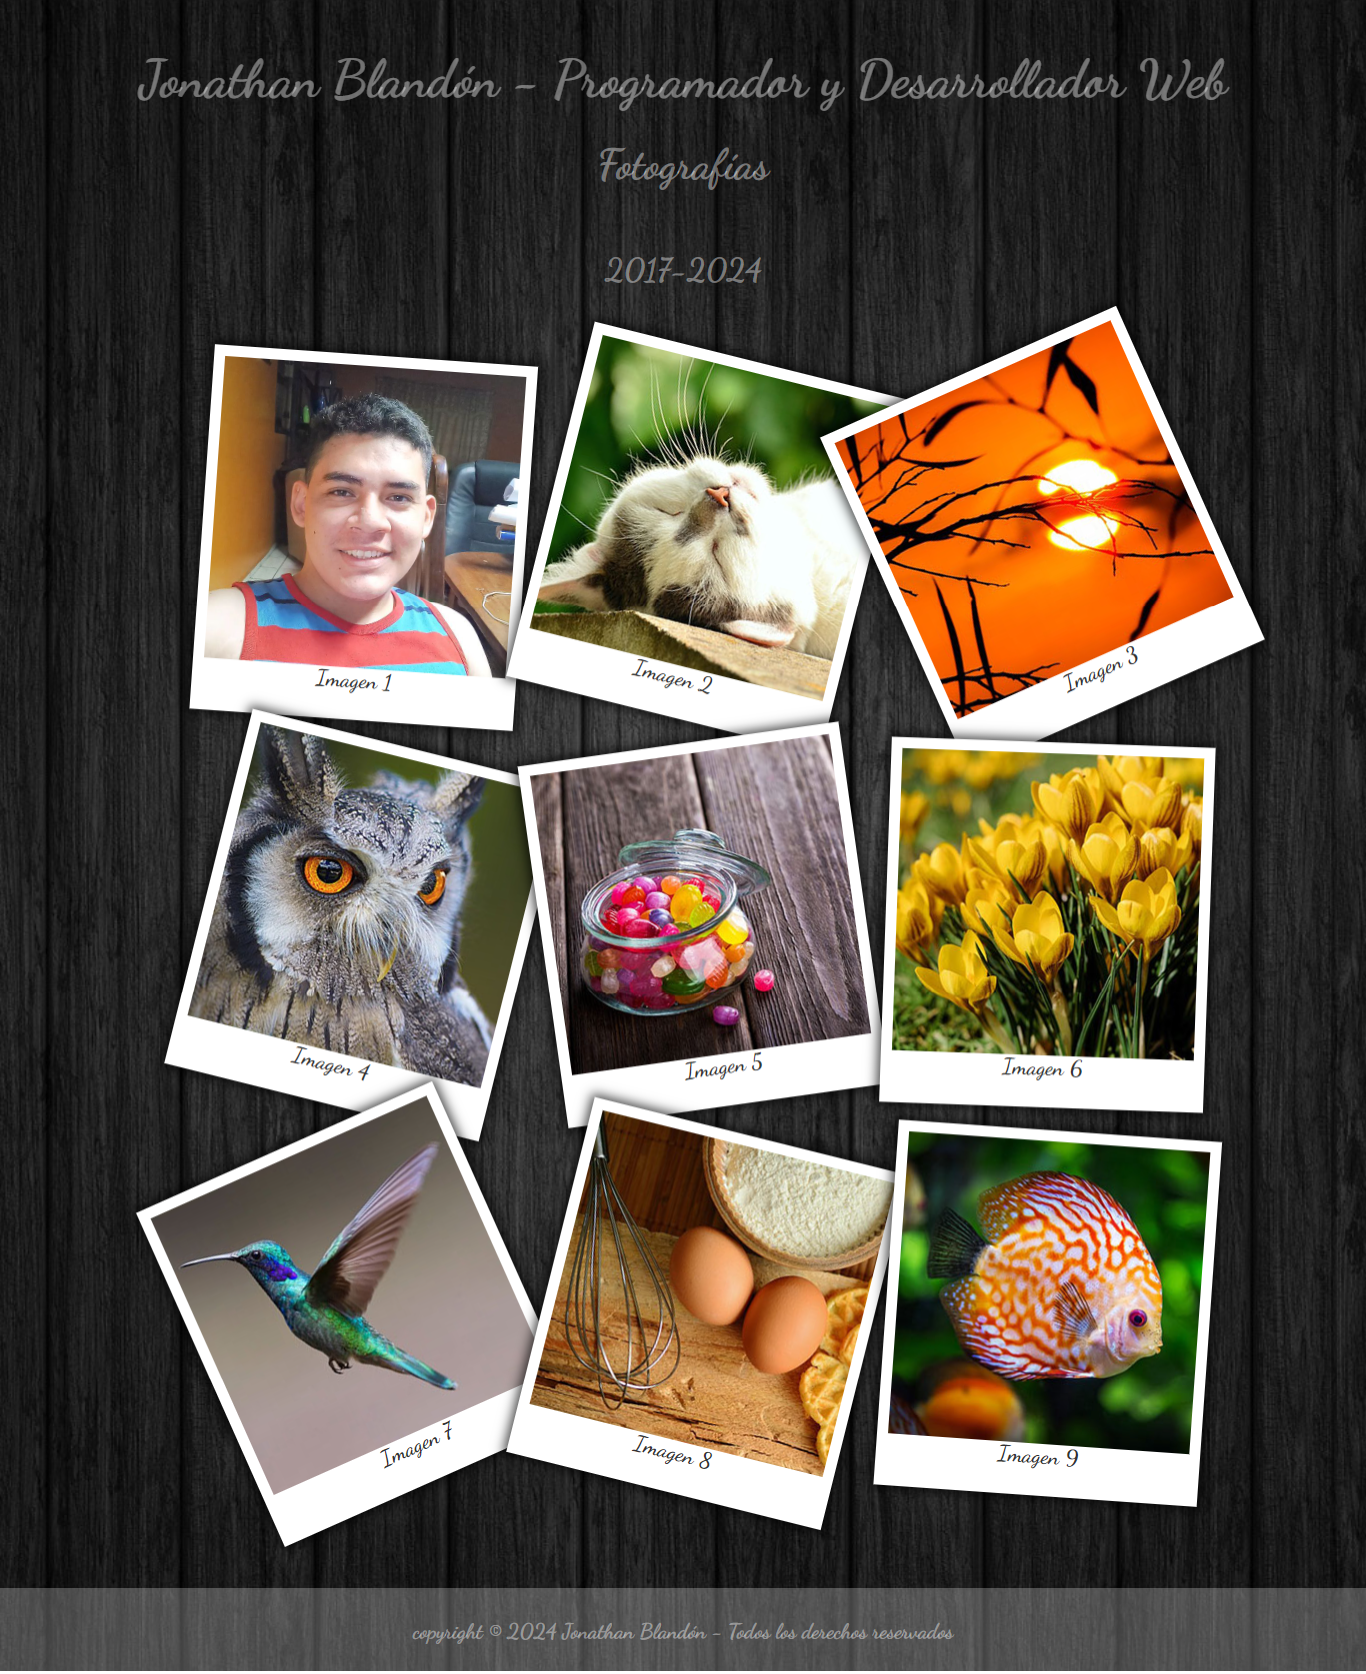 Jonathan Blandón - Programador y Desarrollador Web
Fotografías
2017-2024
Imagen 1
Imagen 2
Imagen 3
Imagen 4
Imagen 5
Imagen 6
Imagen 7
Imagen 8
Imagen 9
copyright © 2024 Jonathan Blandón - Todos los derechos reservados